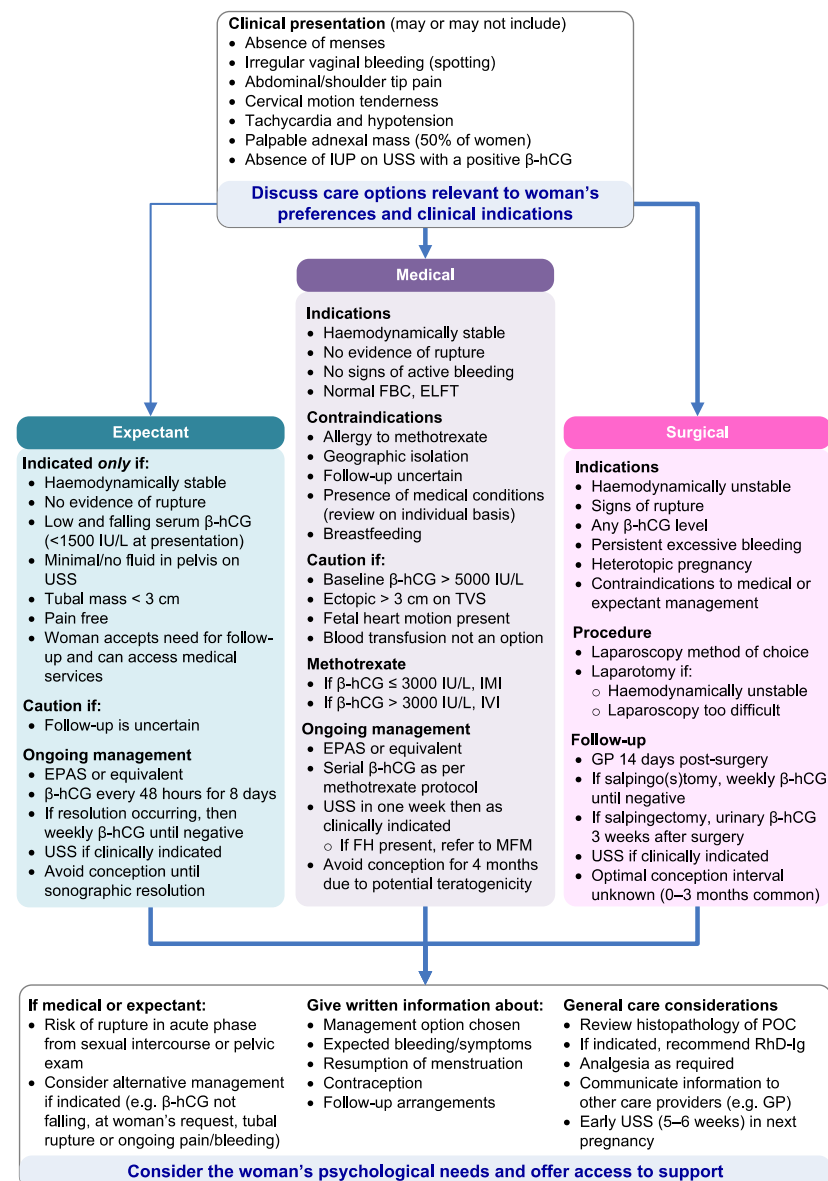 Clinical presentation (may or may not include)
• Absence of menses
• Irregular vaginal bleeding (spotting)
• Abdominal/shoulder tip pain
• Cervical motion tenderness
• Tachycardia and hypotension
• Palpable adnexal mass (50% of women)
• Absence of IUP on USS with a positive β-hCG
Discuss care options relevant to woman's
preferences and clinical indications
Expectant
Indicated only if:
• Haemodynamically stable
• No evidence of rupture
• Low and falling serum β-hCG
(<1500 IU/L at presentation)
• Minimal/no fluid in pelvis on
USS
• Tubal mass < 3 cm
• Pain free
• Woman accepts need for follow-
up and can access medical
services
Caution if:
• Follow-up is uncertain
Ongoing management
• EPAS or equivalent
• β-hCG every 48 hours for 8 days
• If resolution occurring, then
weekly β-hCG until negative
• USS if clinically indicated
• Avoid conception until
sonographic resolution
Medical
Indications
• Haemodynamically stable
• No evidence of rupture
• No signs of active bleeding
• Normal FBC, ELFT
Contraindications
• Allergy to methotrexate
• Geographic isolation
• Follow-up uncertain
• Presence of medical conditions
(review on individual basis)
• Breastfeeding
Caution if:
• Baseline β-hCG > 5000 IU/L
• Ectopic > 3 cm on TVS
• Fetal heart motion present
• Blood transfusion not an option
Methotrexate
• If β-hCG ≤ 3000 IU/L, IMI
• If β-hCG > 3000 IU/L, IVI
Ongoing management
• EPAS or equivalent
• Serial β-hCG as per
methotrexate protocol
• USS in one week then as
clinically indicated
○ If FH present, refer to MFM
• Avoid conception for 4 months
due to potential teratogenicity
Surgical
Indications
• Haemodynamically unstable
• Signs of rupture
• Any β-hCG level
• Persistent excessive bleeding
• Heterotopic pregnancy
• Contraindications to medical or
expectant management
Procedure
• Laparoscopy method of choice
• Laparotomy if:
○ Haemodynamically unstable
○ Laparoscopy too difficult
Follow-up
• GP 14 days post-surgery
• If salpingo(s)tomy, weekly β-hCG
until negative
• If salpingectomy, urinary β-hCG
3 weeks after surgery
• USS if clinically indicated
• Optimal conception interval
unknown (0–3 months common)
If medical or expectant:
• Risk of rupture in acute phase
from sexual intercourse or pelvic
exam
• Consider alternative management
if indicated (e.g. β-hCG not
falling, at woman's request, tubal
rupture or ongoing pain/bleeding)
Give written information about:
• Management option chosen
• Expected bleeding/symptoms
• Resumption of menstruation
• Contraception
• Follow-up arrangements
General care considerations
• Review histopathology of POC
• If indicated, recommend RhD-Ig
• Analgesia as required
• Communicate information to
other care providers (e.g. GP)
• Early USS (5–6 weeks) in next
pregnancy
Consider the woman's psychological needs and offer access to support